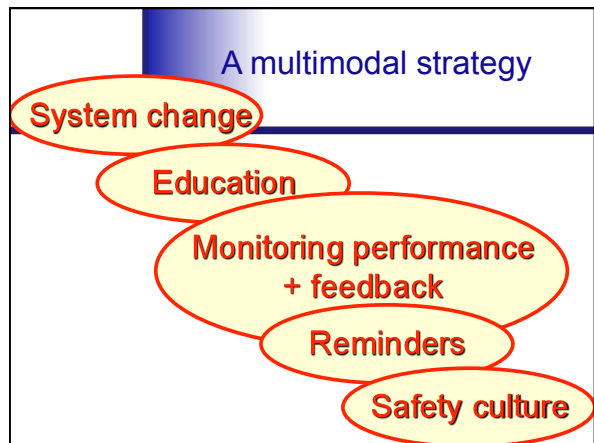 A multimodal strategy
System change
Education
Monitoring performance
+ feedback
Reminders
Safety culture